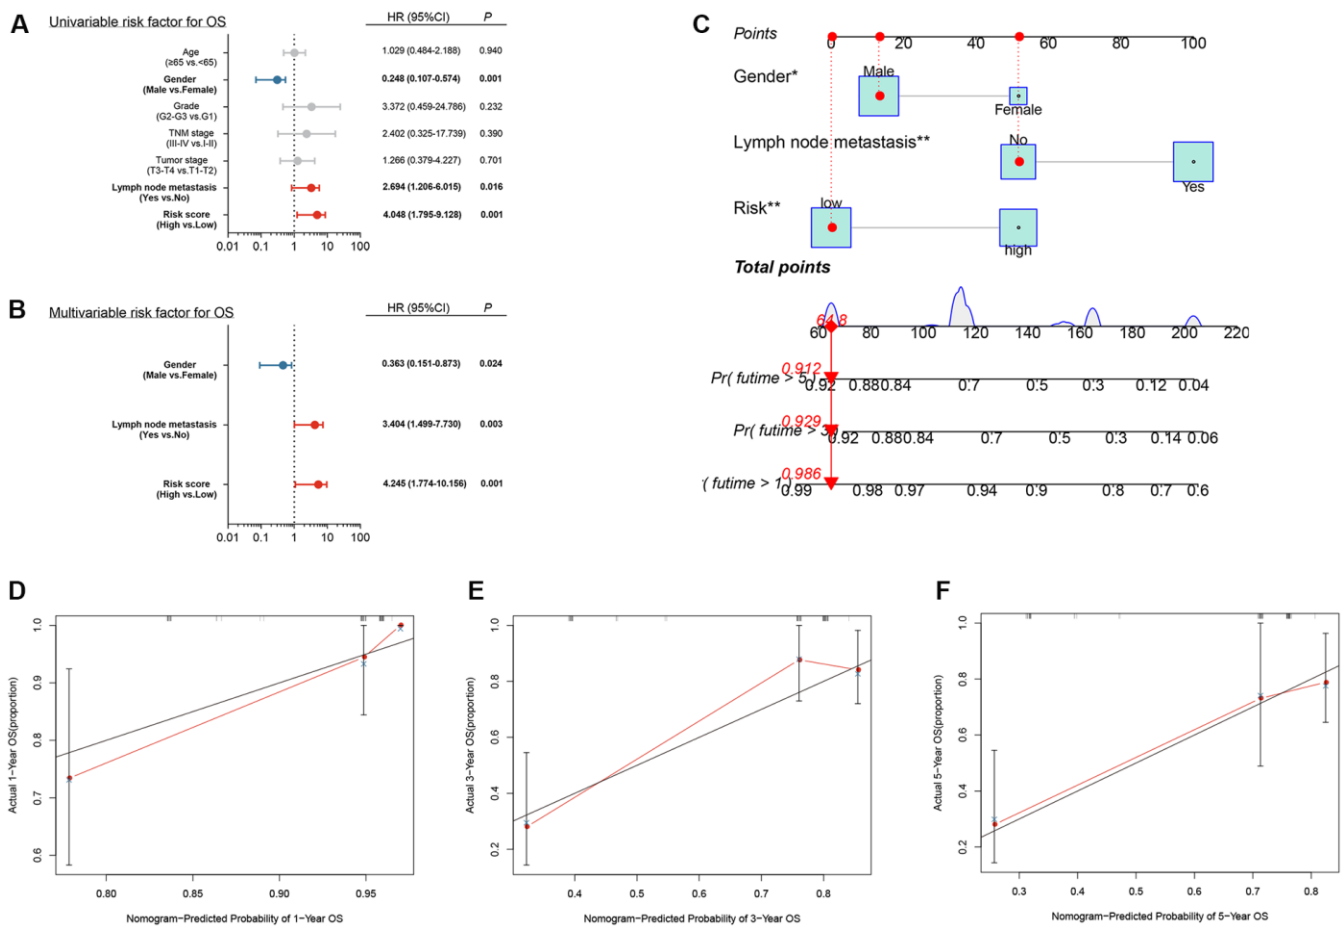 A
Univariable risk factor for OS
HR (95%CI) P
Age
(≥65 vs.<65)
1.029 (0.484-2.188) 0.940
Gender
(Male vs.Female)
0.248 (0.107-0.574) 0.001
Grade
(G2-G3 vs.G1)
3.372 (0.459-24.786) 0.232
TNM stage
(III-IV vs.I-II)
2.402 (0.325-17.739) 0.390
Tumor stage
(T3-T4 vs.T1-T2)
1.266 (0.379-4.227) 0.701
Lymph node metastasis
(Yes vs.No)
2.694 (1.206-6.015) 0.016
Risk score
(High vs.Low)
4.048 (1.795-9.128) 0.001
0.01 0.1 1 10 100
B
Multivariable risk factor for OS
HR (95%CI) P
Gender
(Male vs.Female)
0.363 (0.151-0.873) 0.024
Lymph node metastasis
(Yes vs.No)
3.404 (1.499-7.730) 0.003
Risk score
(High vs.Low)
4.245 (1.774-10.156) 0.001
0.01 0.1 1 10 100
C
Points
0 20 40 60 80 100
Gender*
Male
Female
Lymph node metastasis**
No
Yes
Risk**
low
high
Total points
64.8
60 80 100 120 140 160 180 200 220
0.912
Pr( futime > 5 )
0.92 0.88 0.84 0.7 0.5 0.3 0.12 0.04
0.929
Pr( futime > 3
0.92 0.88 0.84 0.7 0.5 0.3 0.14 0.06
0.986
( futime > 1 )
0.99 0.98 0.97 0.94 0.9 0.8 0.7 0.6
D
Actual 1-Year OS(proportion)
1.0
0.9
0.8
0.7
0.6
0.80 0.85 0.90 0.95
Nomogram-Predicted Probability of 1-Year OS
E
Actual 3-Year OS(proportion)
1.0
0.8
0.6
0.4
0.2
0.4 0.5 0.6 0.7 0.8
Nomogram-Predicted Probability of 3-Year OS
F
Actual 5-Year OS(proportion)
1.0
0.8
0.6
0.4
0.2
0.3 0.4 0.5 0.6 0.7 0.8
Nomogram-Predicted Probability of 5-Year OS